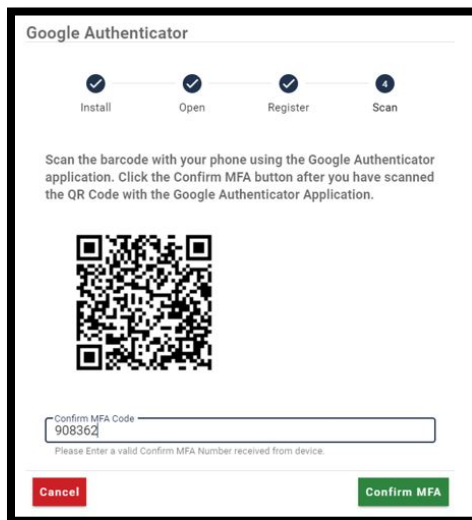 Google Authenticator
Install
Open
Register
4
Scan
Scan the barcode with your phone using the Google Authenticator
application. Click the Confirm MFA button after you have scanned
the QR Code with the Google Authenticator Application.
Confirm MFA Code
908362
Please Enter a valid Confirm MFA Number received from device.
Cancel
Confirm MFA